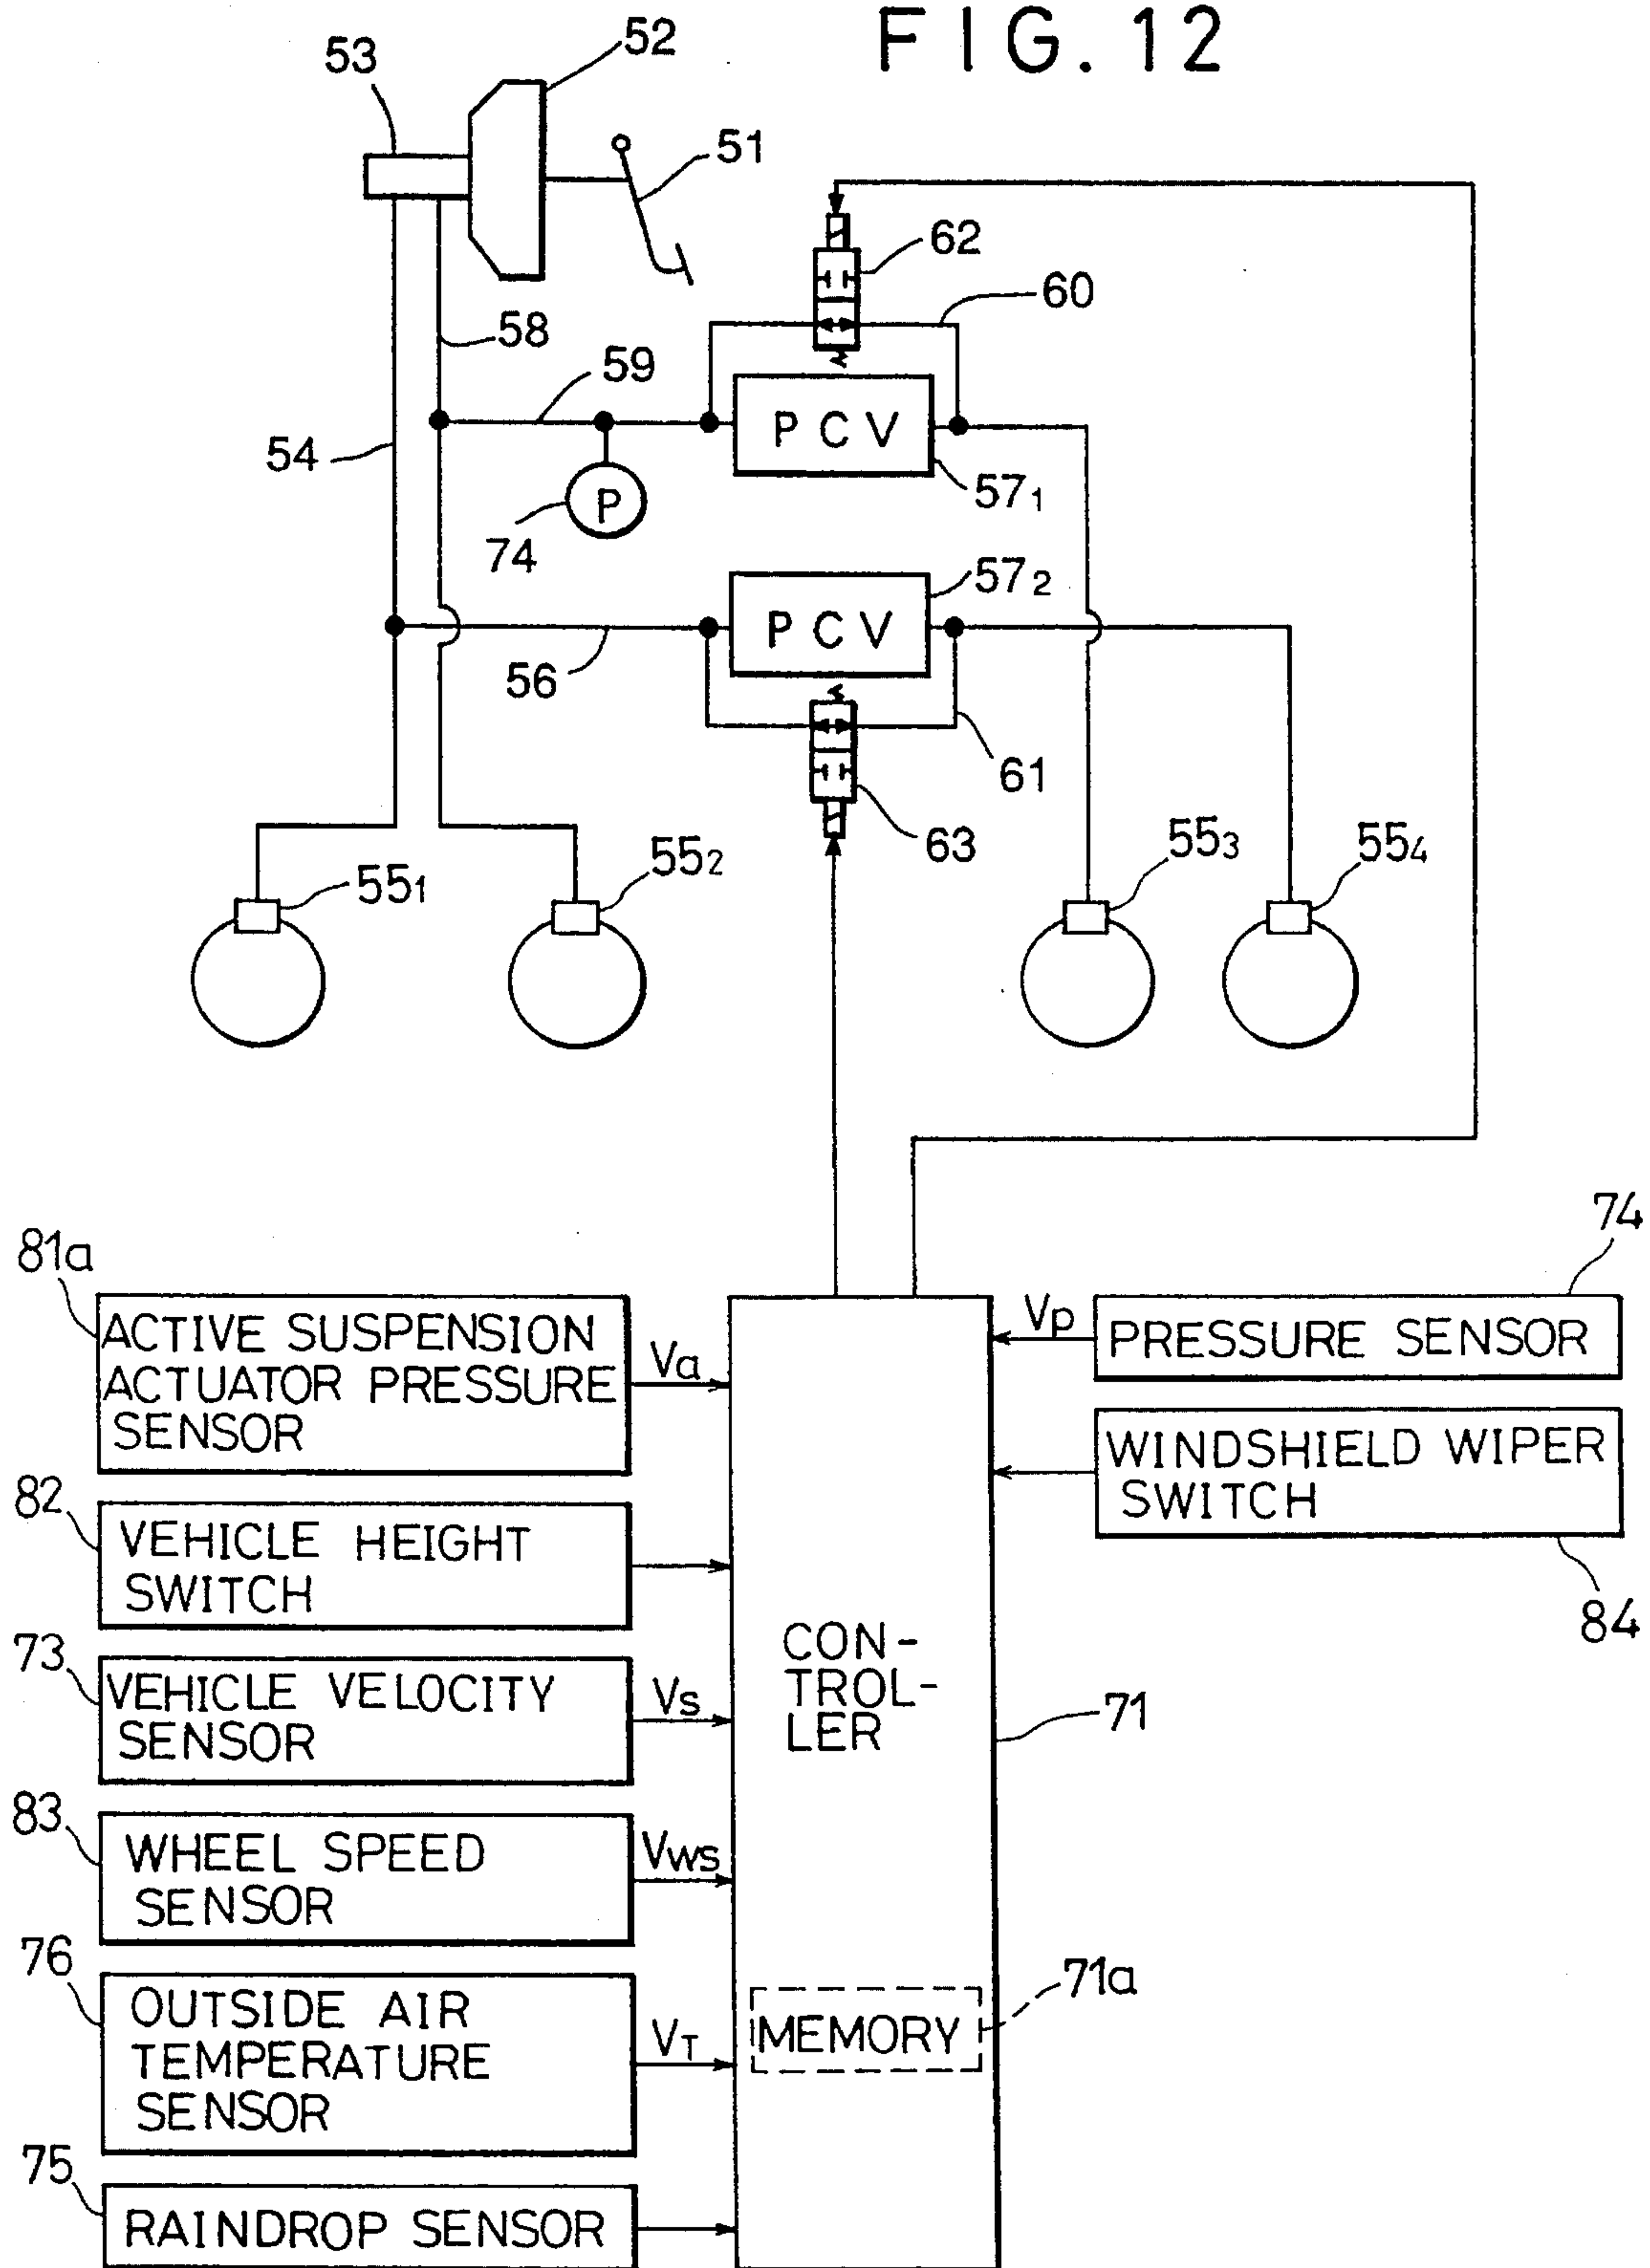 FIG. 12
53
52
51
62
60
58
59
54
PCV
57₁
P
74
57₂
PCV
56
61
63
55₁
55₂
55₃
55₄
81a
74
ACTIVE SUSPENSION
ACTUATOR PRESSURE
SENSOR
Va
Vp
PRESSURE SENSOR
WINDSHIELD WIPER
SWITCH
84
82
VEHICLE HEIGHT
SWITCH
73
VEHICLE VELOCITY
SENSOR
Vs
CON-
TROL-
LER
71
83
WHEEL SPEED
SENSOR
Vws
76
OUTSIDE AIR
TEMPERATURE
SENSOR
VT
71a
MEMORY
75
RAINDROP SENSOR